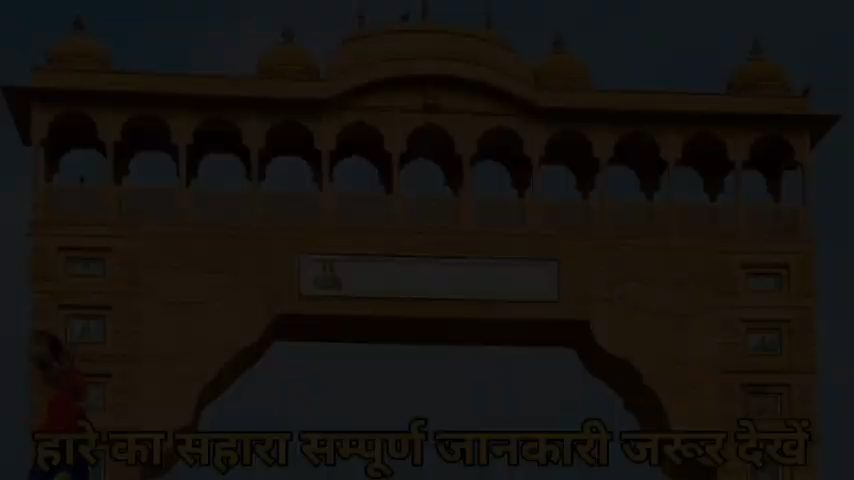 हारे का सहारा सम्पूर्ण जानकारी जरूर देखें